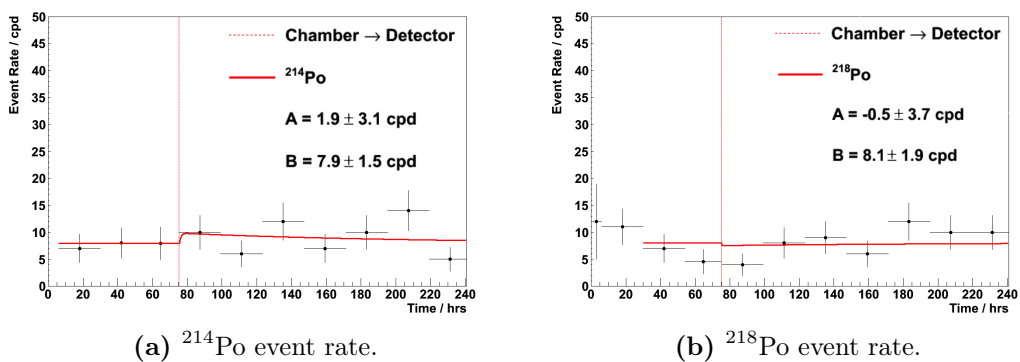 Event Rate / cpd
50
45
40
35
30
25
20
15
10
5
0
Chamber → Detector
²¹⁴Po
A = 1.9 ± 3.1 cpd
B = 7.9 ± 1.5 cpd
0 20 40 60 80 100 120 140 160 180 200 220 240
Time / hrs
(a) ²¹⁴Po event rate.
Event Rate / cpd
50
45
40
35
30
25
20
15
10
5
0
Chamber → Detector
²¹⁸Po
A = -0.5 ± 3.7 cpd
B = 8.1 ± 1.9 cpd
0 20 40 60 80 100 120 140 160 180 200 220 240
Time / hrs
(b) ²¹⁸Po event rate.